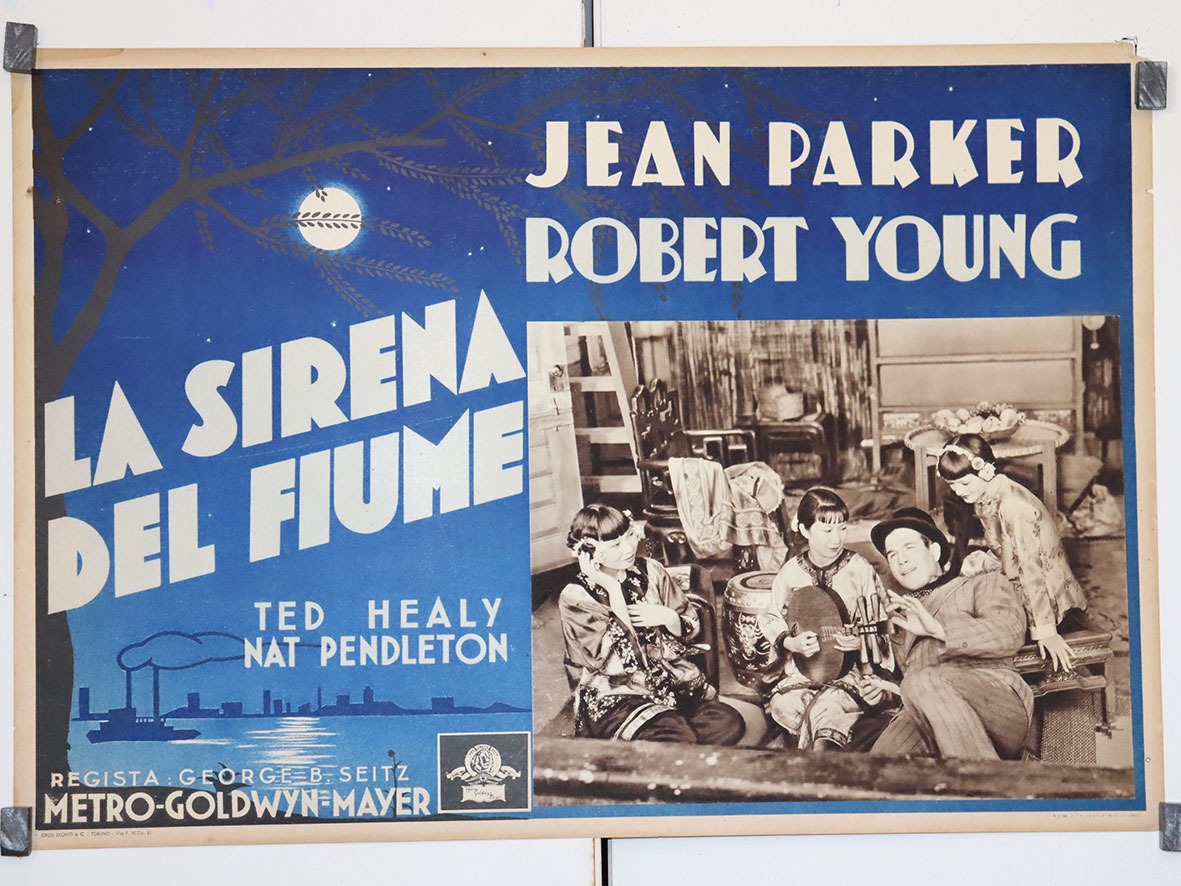 JEAN PARKER
ROBERT YOUNG
LA SIRENA
DEL FIUME
TED HEALY
NAT PENDLETON
REGISTA: GEORGE B. SEITZ
METRO-GOLDWYN-MAYER